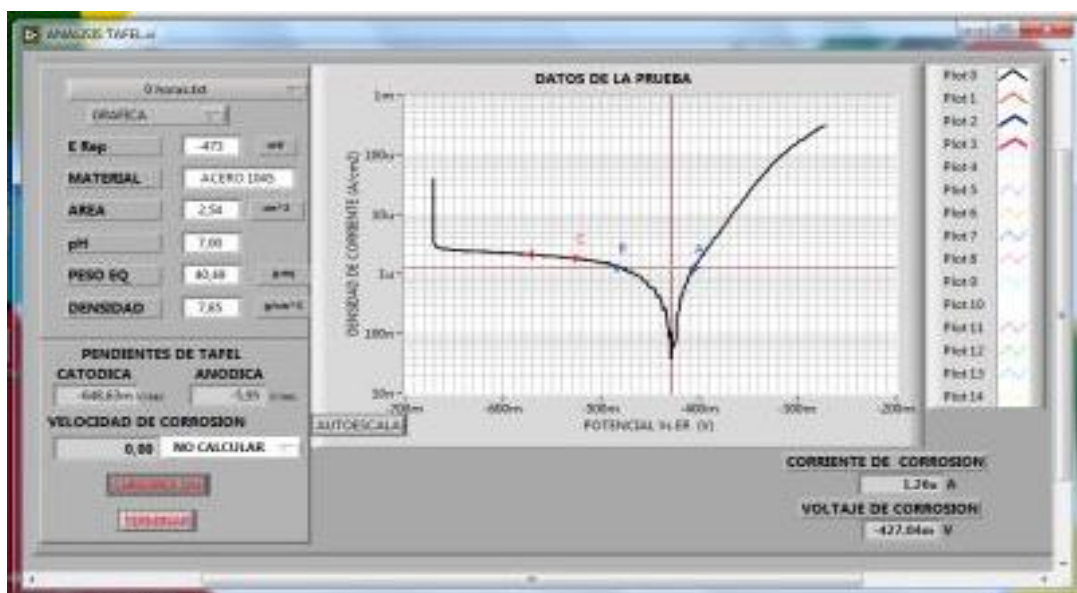 ANALISIS TAFEL.vi
0 horas.txt
GRAFICA
E Rep -473 mV
MATERIAL ACERO 1045
AREA 2,54 cm^2
pH 7,00
PESO EQ
DENSIDAD 7,85
PENDIENTES DE TAFEL
CATODICA ANODICA
-648,63m
VELOCIDAD DE CORROSION
0,00 NO CALCULAR
TERMINAR
DATOS DE LA PRUEBA
DENSIDAD DE CORRIENTE (A/cm2)
1m
100u
10u
1u
100n
10n
C
B
A
-700m -600m -500m -400m -300m -200m
AUTOESCALA
POTENCIAL Vs ER (V)
Plot 0
Plot 1
Plot 2
Plot 3
Plot 4
Plot 5
Plot 6
Plot 7
Plot 8
Plot 9
Plot 10
Plot 11
Plot 12
Plot 13
Plot 14
CORRIENTE DE CORROSION
1,26u A
VOLTAJE DE CORROSION
-427,04m V